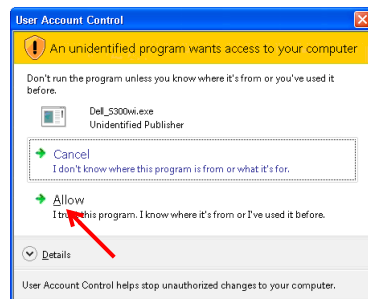 User Account Control
An unidentified program wants access to your computer
Don't run the program unless you know where it's from or you've used it
before.
Dell_5300wi.exe
Unidentified Publisher
Cancel
I don't know where this program is from or what it's for.
Allow
I trust this program. I know where it's from or I've used it before.
Details
User Account Control helps stop unauthorized changes to your computer.